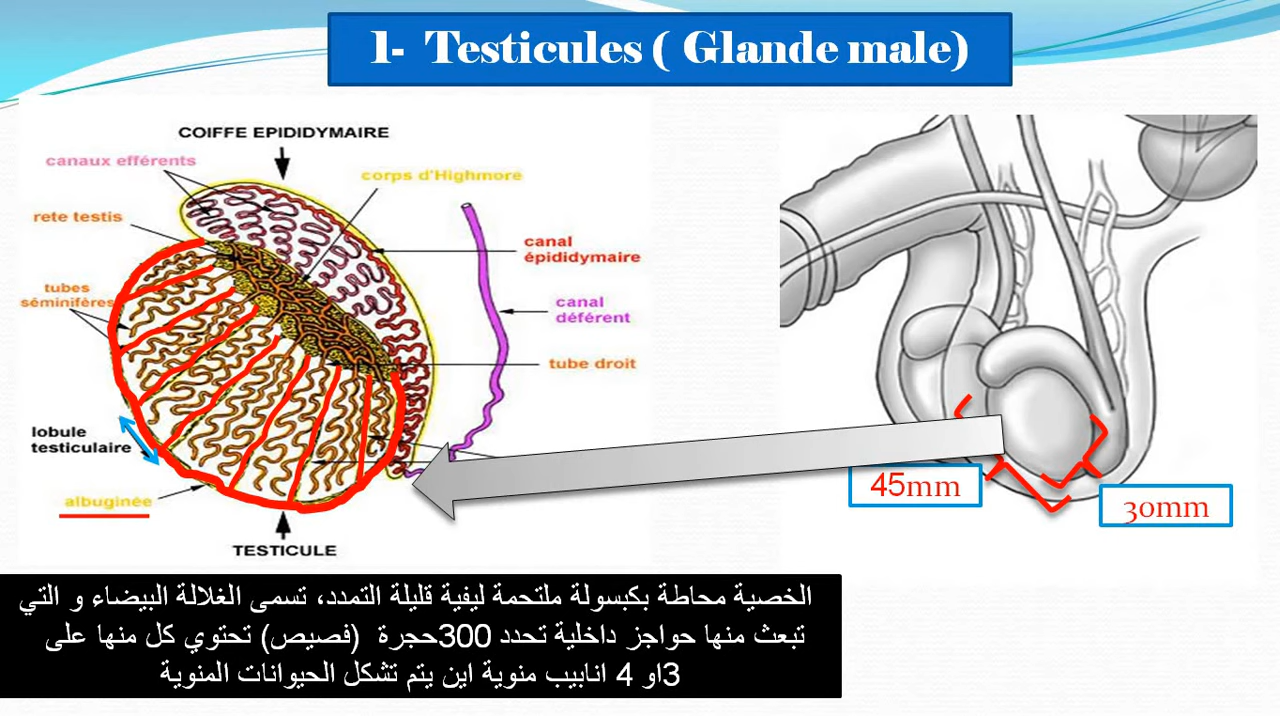 1- Testicules ( Glande male)
COIFFE EPIDIDYMAIRE
canaux efférents
corps d'Highmore
rete testis
canal
épididymaire
tubes
séminifères
canal
déférent
tube droit
lobule
testiculaire
albuginée
TESTICULE
45mm
30mm
الخصية محاطة بكبسولة ملتحمة ليفية قليلة التمدد، تسمى الغلالة البيضاء و التي
تبعث منها حواجز داخلية تحدد 300حجرة (فصيص) تحتوي كل منها على
3او 4 انابيب منوية اين يتم تشكل الحيوانات المنوية